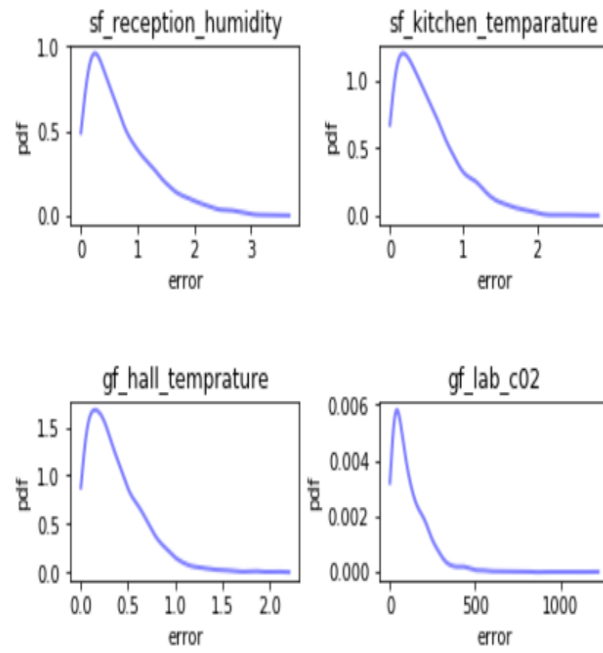 sf_reception_humidity
1.0
0.5
0.0
pdf
0 1 2 3
error
sf_kitchen_temparature
1.0
0.5
0.0
pdf
0 1 2
error
gf_hall_temprature
1.5
1.0
0.5
0.0
pdf
0.0 0.5 1.0 1.5 2.0
error
gf_lab_c02
0.006
0.004
0.002
0.000
pdf
0 500 1000
error